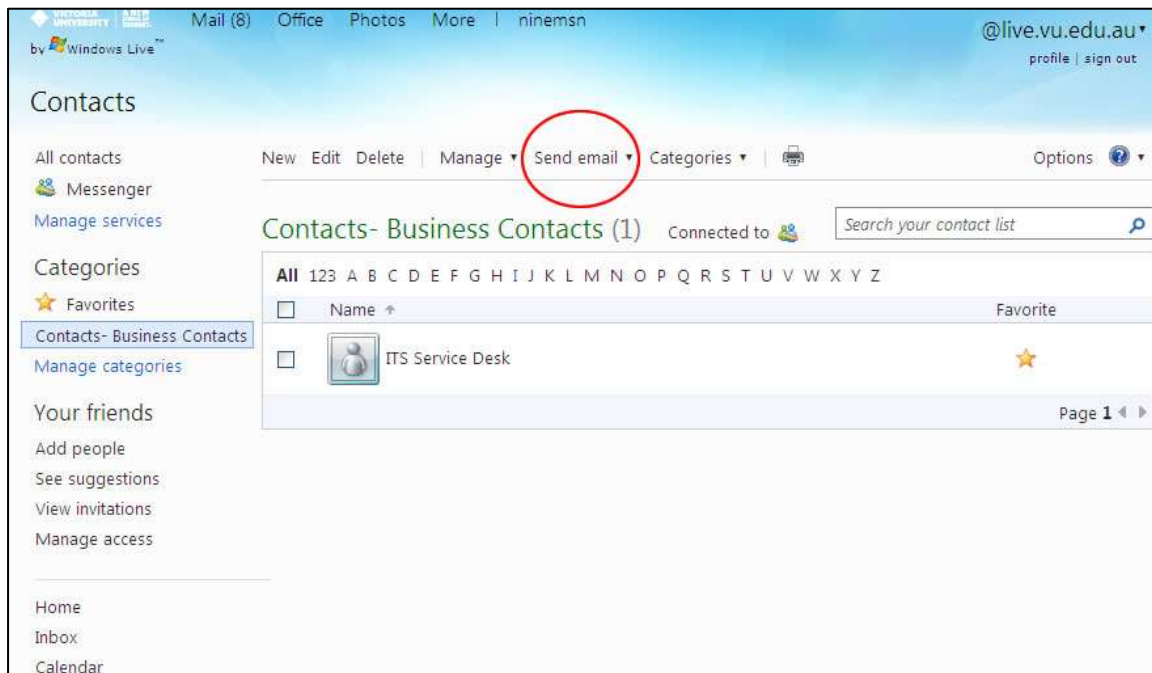 VICTORIA UNIVERSITY
Mail (8) Office Photos More | ninemsn
by Windows Live™
@live.vu.edu.au
profile | sign out
Contacts
All contacts
Messenger
Manage services
Categories
Favorites
Contacts- Business Contacts
Manage categories
Your friends
Add people
See suggestions
View invitations
Manage access
Home
Inbox
Calendar
New Edit Delete | Manage Send email Categories |
Options
Contacts- Business Contacts (1) Connected to
Search your contact list
All 123 A B C D E F G H I J K L M N O P Q R S T U V W X Y Z
Name Favorite
ITS Service Desk
Page 1